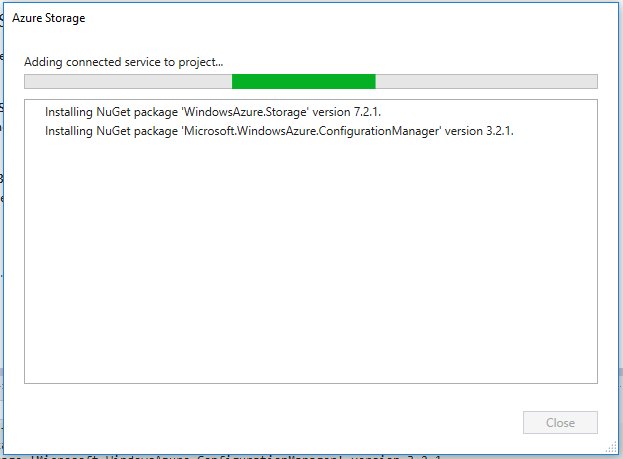 Azure Storage
Adding connected service to project...
Installing NuGet package 'WindowsAzure.Storage' version 7.2.1.
Installing NuGet package 'Microsoft.WindowsAzure.ConfigurationManager' version 3.2.1.
Close